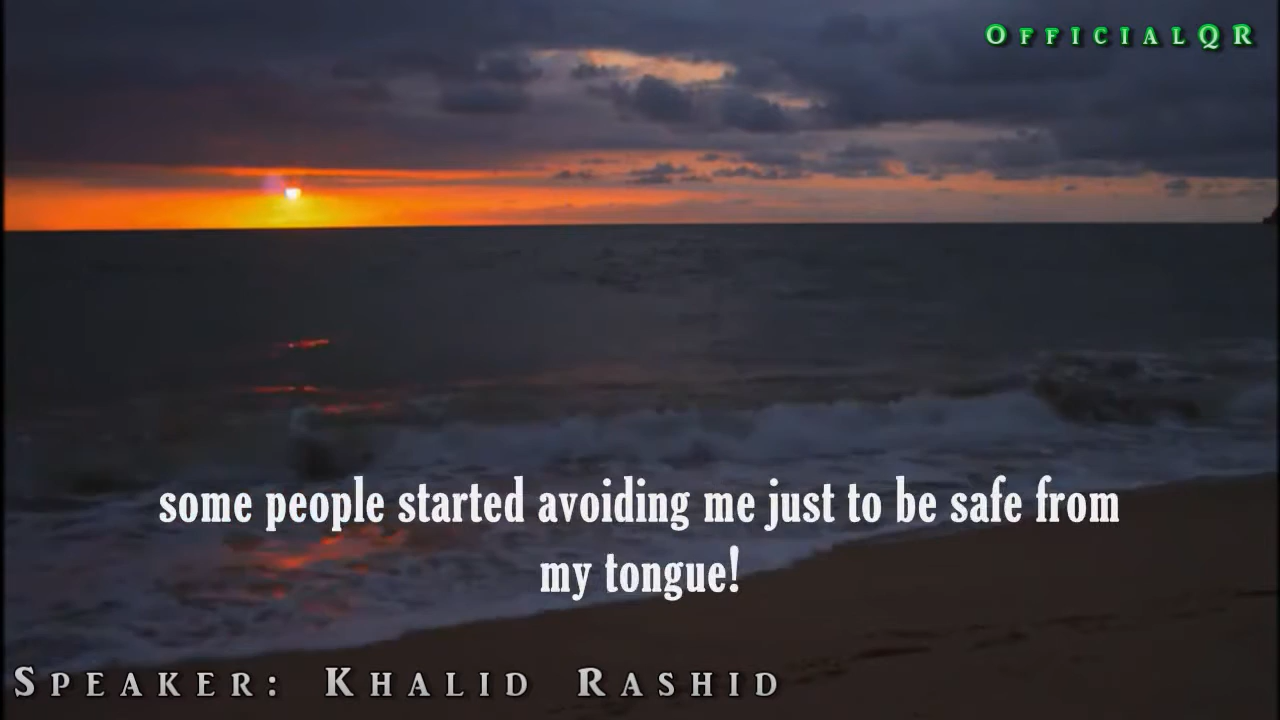 OFFICIALQR
some people started avoiding me just to be safe from
my tongue!
SPEAKER: KHALID RASHID